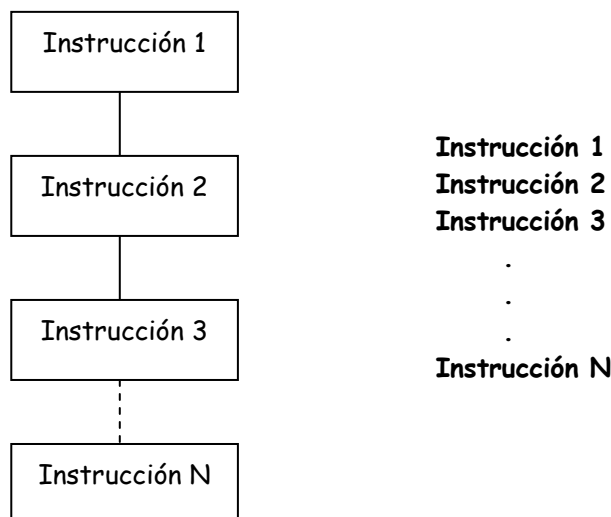 Instrucción 1
Instrucción 2
Instrucción 3
Instrucción N
Instrucción 1
Instrucción 2
Instrucción 3
.
.
.
Instrucción N